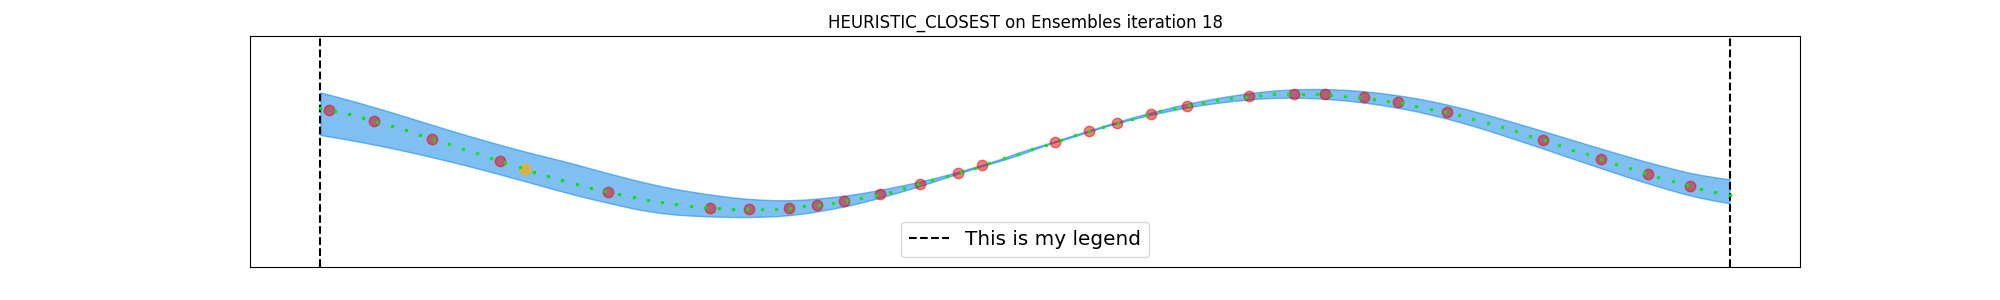 HEURISTIC_CLOSEST on Ensembles iteration 18
This is my legend